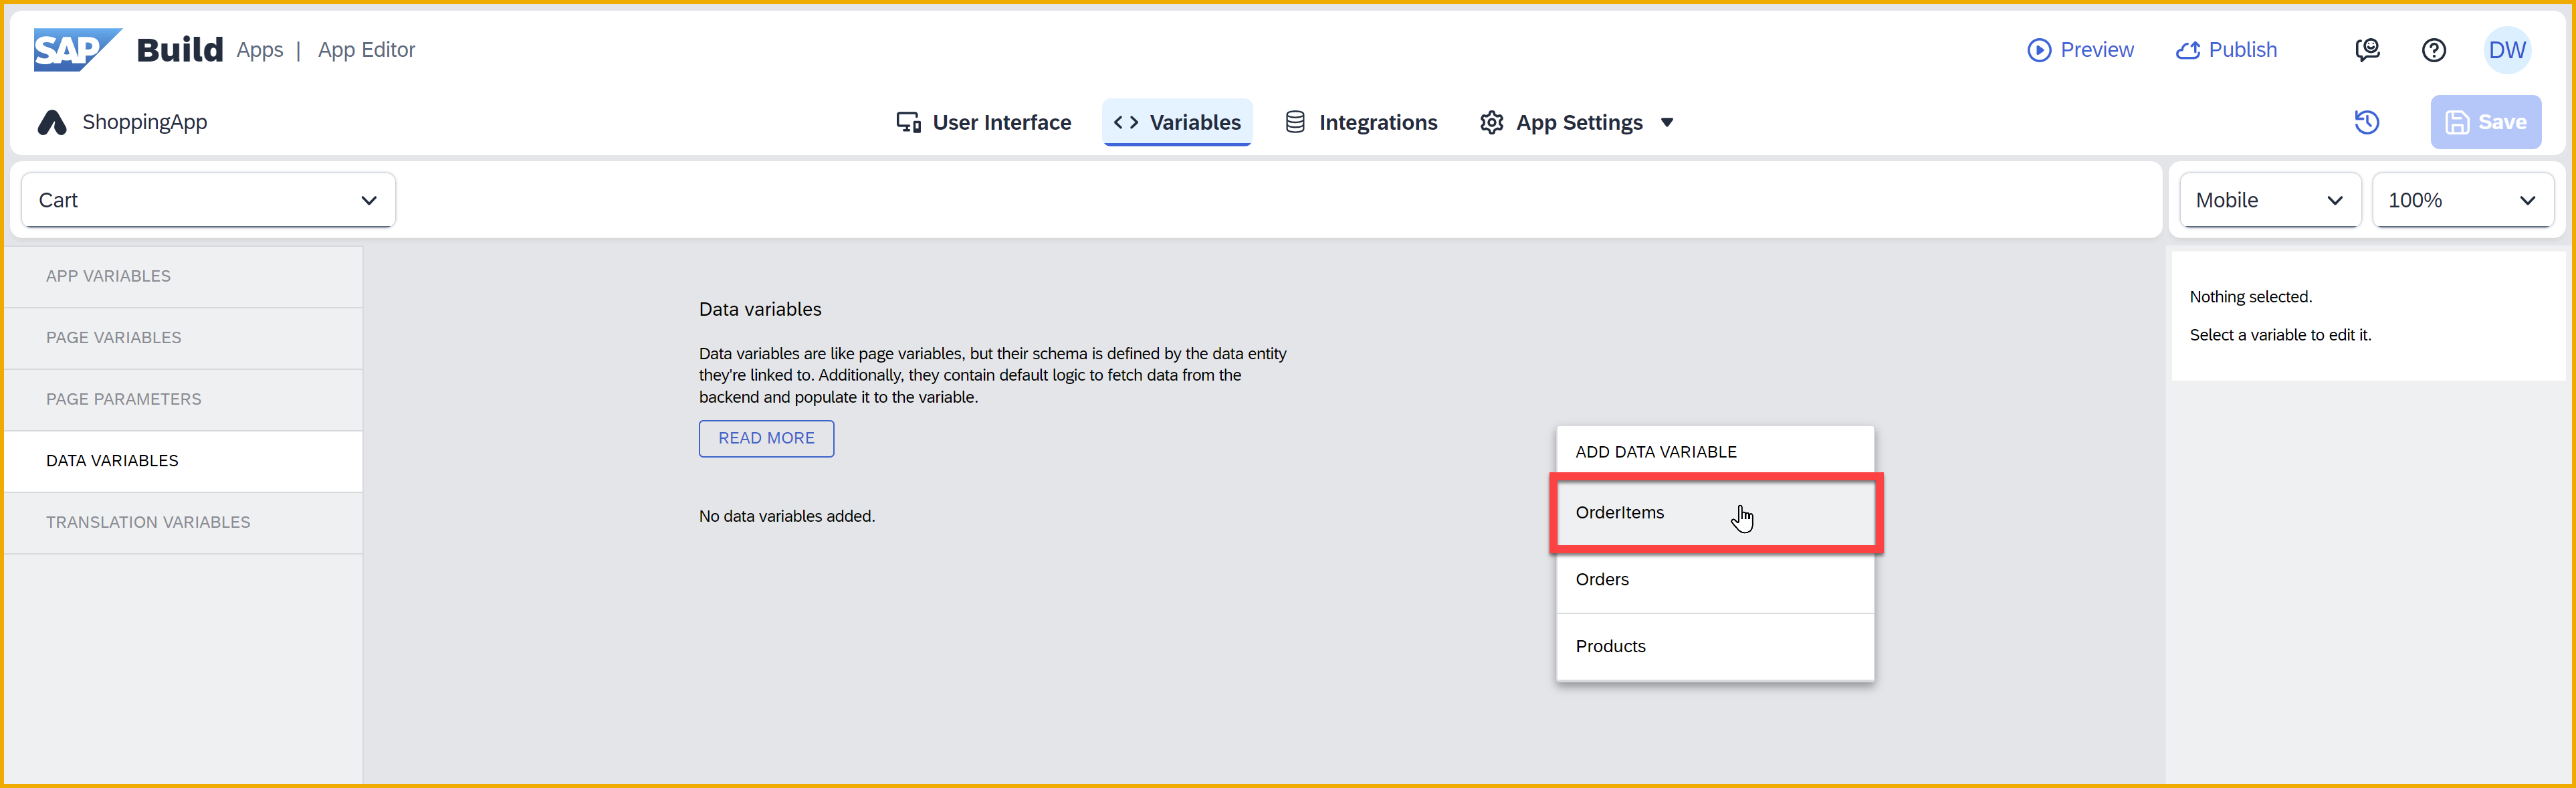 SAP Build Apps | App Editor
Preview Publish DW
ShoppingApp
User Interface Variables Integrations App Settings
Save
Cart
Mobile 100%
APP VARIABLES
PAGE VARIABLES
PAGE PARAMETERS
DATA VARIABLES
TRANSLATION VARIABLES
Data variables
Data variables are like page variables, but their schema is defined by the data entity
they're linked to. Additionally, they contain default logic to fetch data from the
backend and populate it to the variable.
READ MORE
No data variables added.
ADD DATA VARIABLE
OrderItems
Orders
Products
Nothing selected.
Select a variable to edit it.